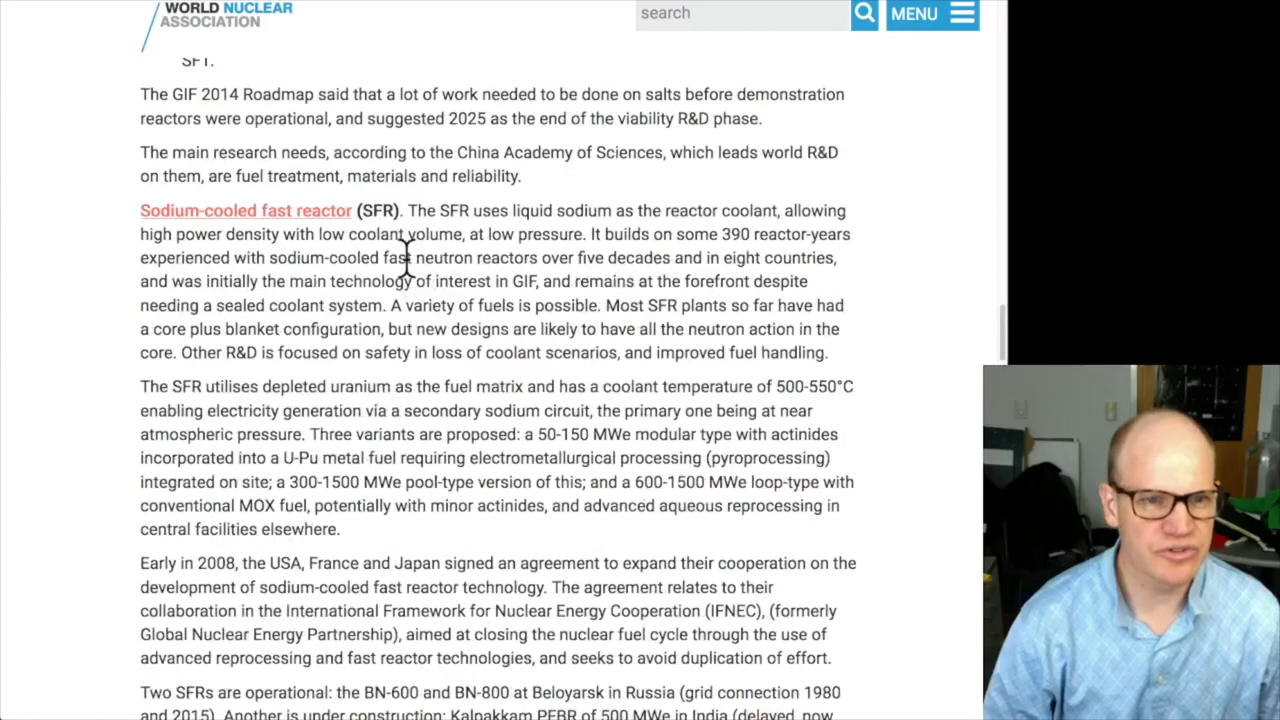 WORLD NUCLEAR
ASSOCIATION
search
MENU
SFT.
The GIF 2014 Roadmap said that a lot of work needed to be done on salts before demonstration
reactors were operational, and suggested 2025 as the end of the viability R&D phase.
The main research needs, according to the China Academy of Sciences, which leads world R&D
on them, are fuel treatment, materials and reliability.
Sodium-cooled fast reactor (SFR). The SFR uses liquid sodium as the reactor coolant, allowing
high power density with low coolant volume, at low pressure. It builds on some 390 reactor-years
experienced with sodium-cooled fast neutron reactors over five decades and in eight countries,
and was initially the main technology of interest in GIF, and remains at the forefront despite
needing a sealed coolant system. A variety of fuels is possible. Most SFR plants so far have had
a core plus blanket configuration, but new designs are likely to have all the neutron action in the
core. Other R&D is focused on safety in loss of coolant scenarios, and improved fuel handling.
The SFR utilises depleted uranium as the fuel matrix and has a coolant temperature of 500-550°C
enabling electricity generation via a secondary sodium circuit, the primary one being at near
atmospheric pressure. Three variants are proposed: a 50-150 MWe modular type with actinides
incorporated into a U-Pu metal fuel requiring electrometallurgical processing (pyroprocessing)
integrated on site; a 300-1500 MWe pool-type version of this; and a 600-1500 MWe loop-type with
conventional MOX fuel, potentially with minor actinides, and advanced aqueous reprocessing in
central facilities elsewhere.
Early in 2008, the USA, France and Japan signed an agreement to expand their cooperation on the
development of sodium-cooled fast reactor technology. The agreement relates to their
collaboration in the International Framework for Nuclear Energy Cooperation (IFNEC), (formerly
Global Nuclear Energy Partnership), aimed at closing the nuclear fuel cycle through the use of
advanced reprocessing and fast reactor technologies, and seeks to avoid duplication of effort.
Two SFRs are operational: the BN-600 and BN-800 at Beloyarsk in Russia (grid connection 1980
and 2015). Another is under construction: Kalpakkam PFBR of 500 MWe in India (delayed, now